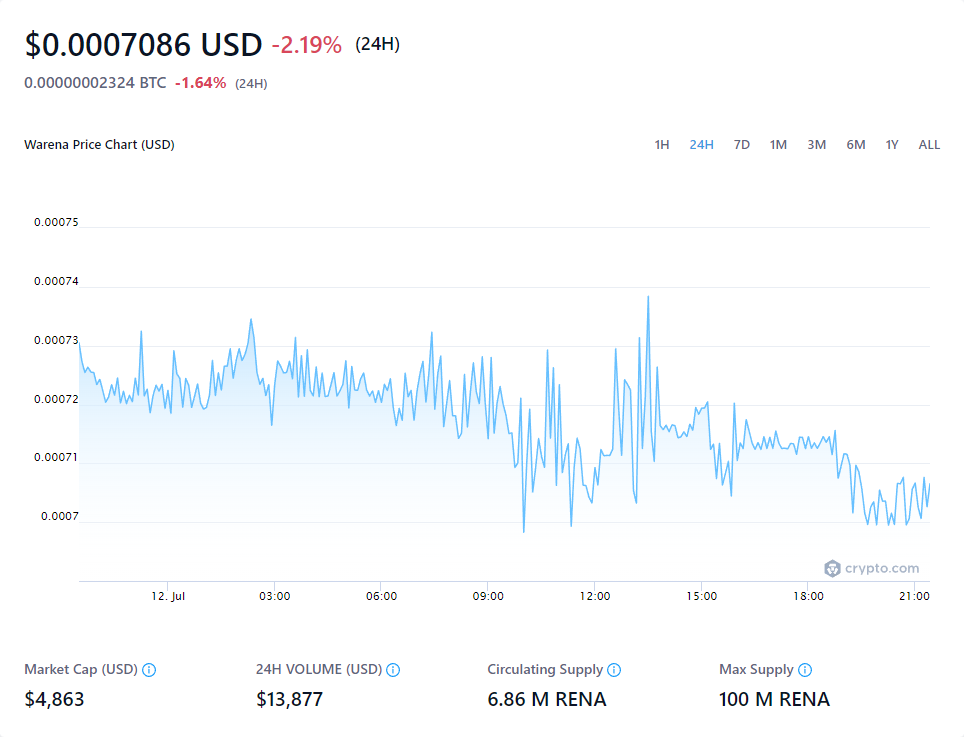 $0.0007086 USD -2.19% (24H)
0.00000002324 BTC -1.64% (24H)
Warena Price Chart (USD) 1H 24H 7D 1M 3M 6M 1Y ALL
0.00075
0.00074
0.00073
0.00072
0.00071
0.0007
crypto.com
12. Jul 03:00 06:00 09:00 12:00 15:00 18:00 21:00
Market Cap (USD) 24H VOLUME (USD) Circulating Supply Max Supply
$4,863 $13,877 6.86 M RENA 100 M RENA